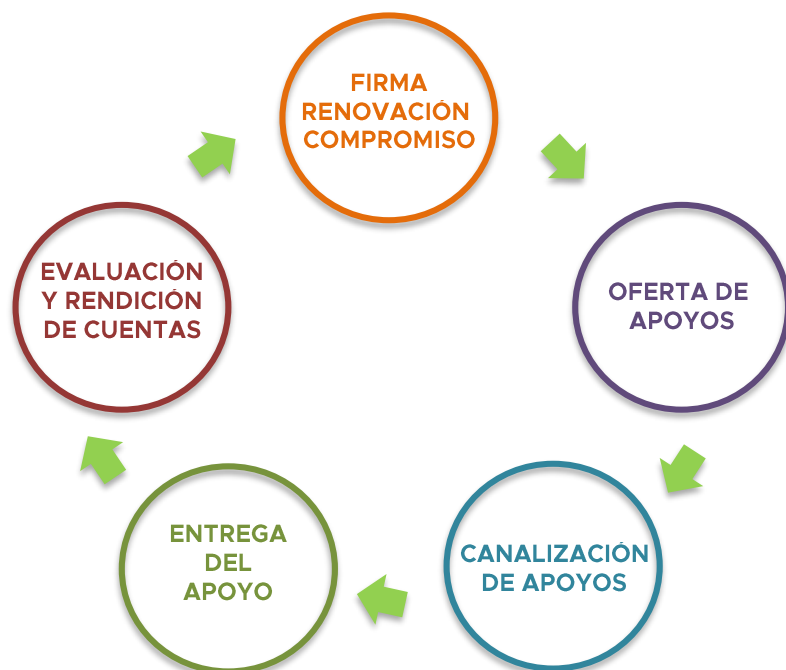 FIRMA
RENOVACIÓN
COMPROMISO
OFERTA DE
APOYOS
CANALIZACIÓN
DE APOYOS
ENTREGA
DEL
APOYO
EVALUACIÓN
Y RENDICIÓN
DE CUENTAS